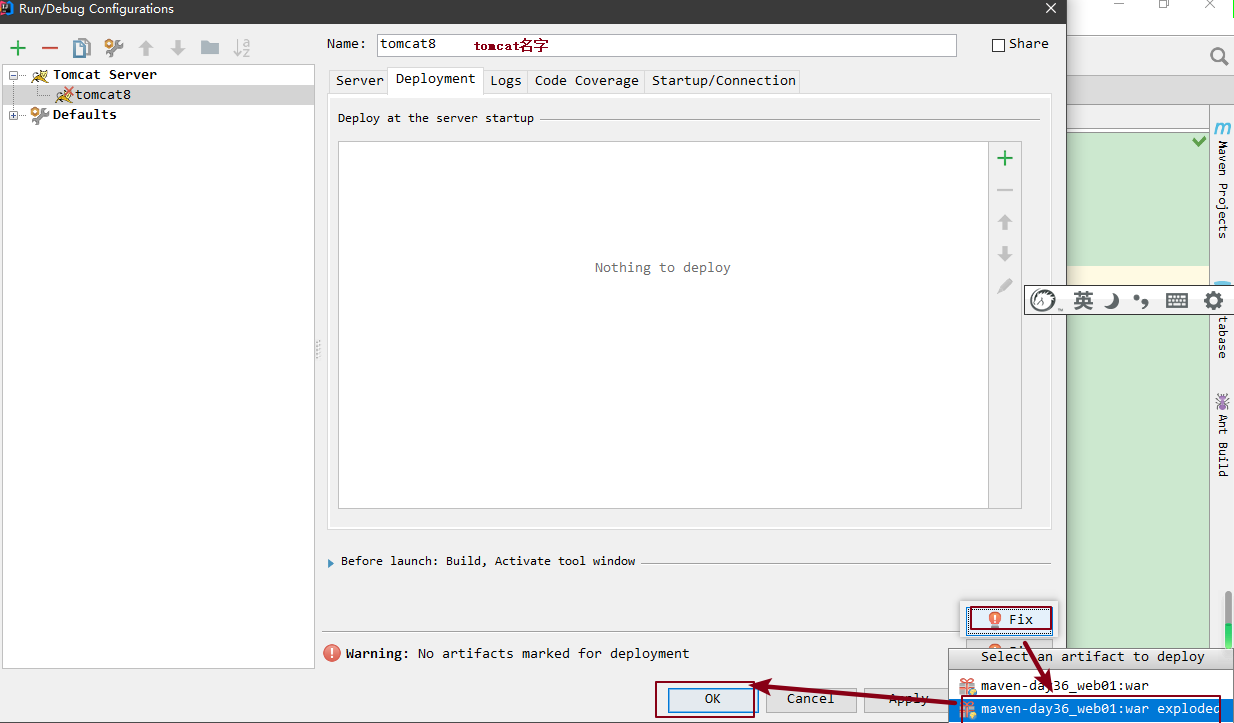 Run/Debug Configurations
Name: tomcat8 tomcat名字 Share
Tomcat Server
tomcat8
Defaults
Server Deployment Logs Code Coverage Startup/Connection
Deploy at the server startup
Nothing to deploy
Before launch: Build, Activate tool window
Fix
Warning: No artifacts marked for deployment
OK Cancel Apply
Select an artifact to deploy
maven-day36_web01:war
maven-day36_web01:war exploded
Maven Projects
英
tabase
Ant Build